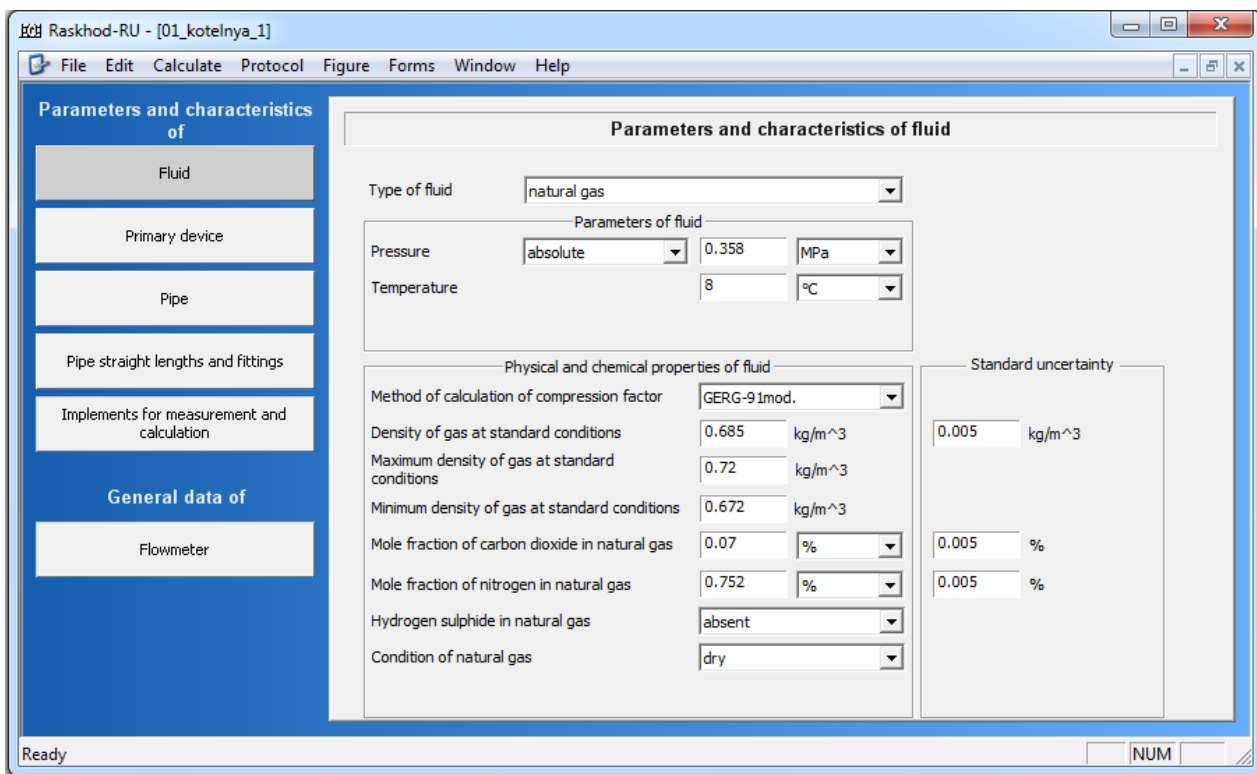 Raskhod-RU - [01_kotelnya_1]
File Edit Calculate Protocol Figure Forms Window Help
Parameters and characteristics
of
Fluid
Primary device
Pipe
Pipe straight lengths and fittings
Implements for measurement and
calculation
General data of
Flowmeter
Parameters and characteristics of fluid
Type of fluid natural gas
Parameters of fluid
Pressure absolute 0.358 MPa
Temperature 8 ºC
Physical and chemical properties of fluid Standard uncertainty
Method of calculation of compression factor GERG-91mod.
Density of gas at standard conditions 0.685 kg/m^3 0.005 kg/m^3
Maximum density of gas at standard
conditions 0.72 kg/m^3
Minimum density of gas at standard conditions 0.672 kg/m^3
Mole fraction of carbon dioxide in natural gas 0.07 % 0.005 %
Mole fraction of nitrogen in natural gas 0.752 % 0.005 %
Hydrogen sulphide in natural gas absent
Condition of natural gas dry
Ready NUM